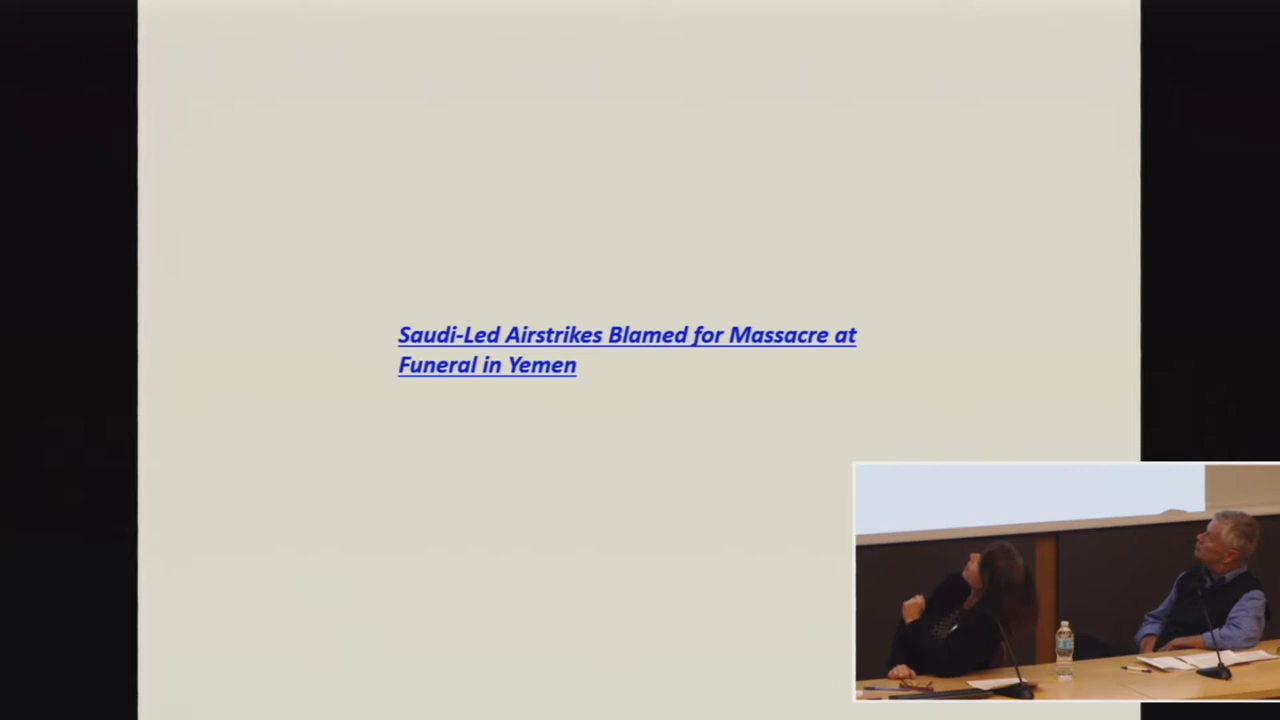 Saudi-Led Airstrikes Blamed for Massacre at
Funeral in Yemen